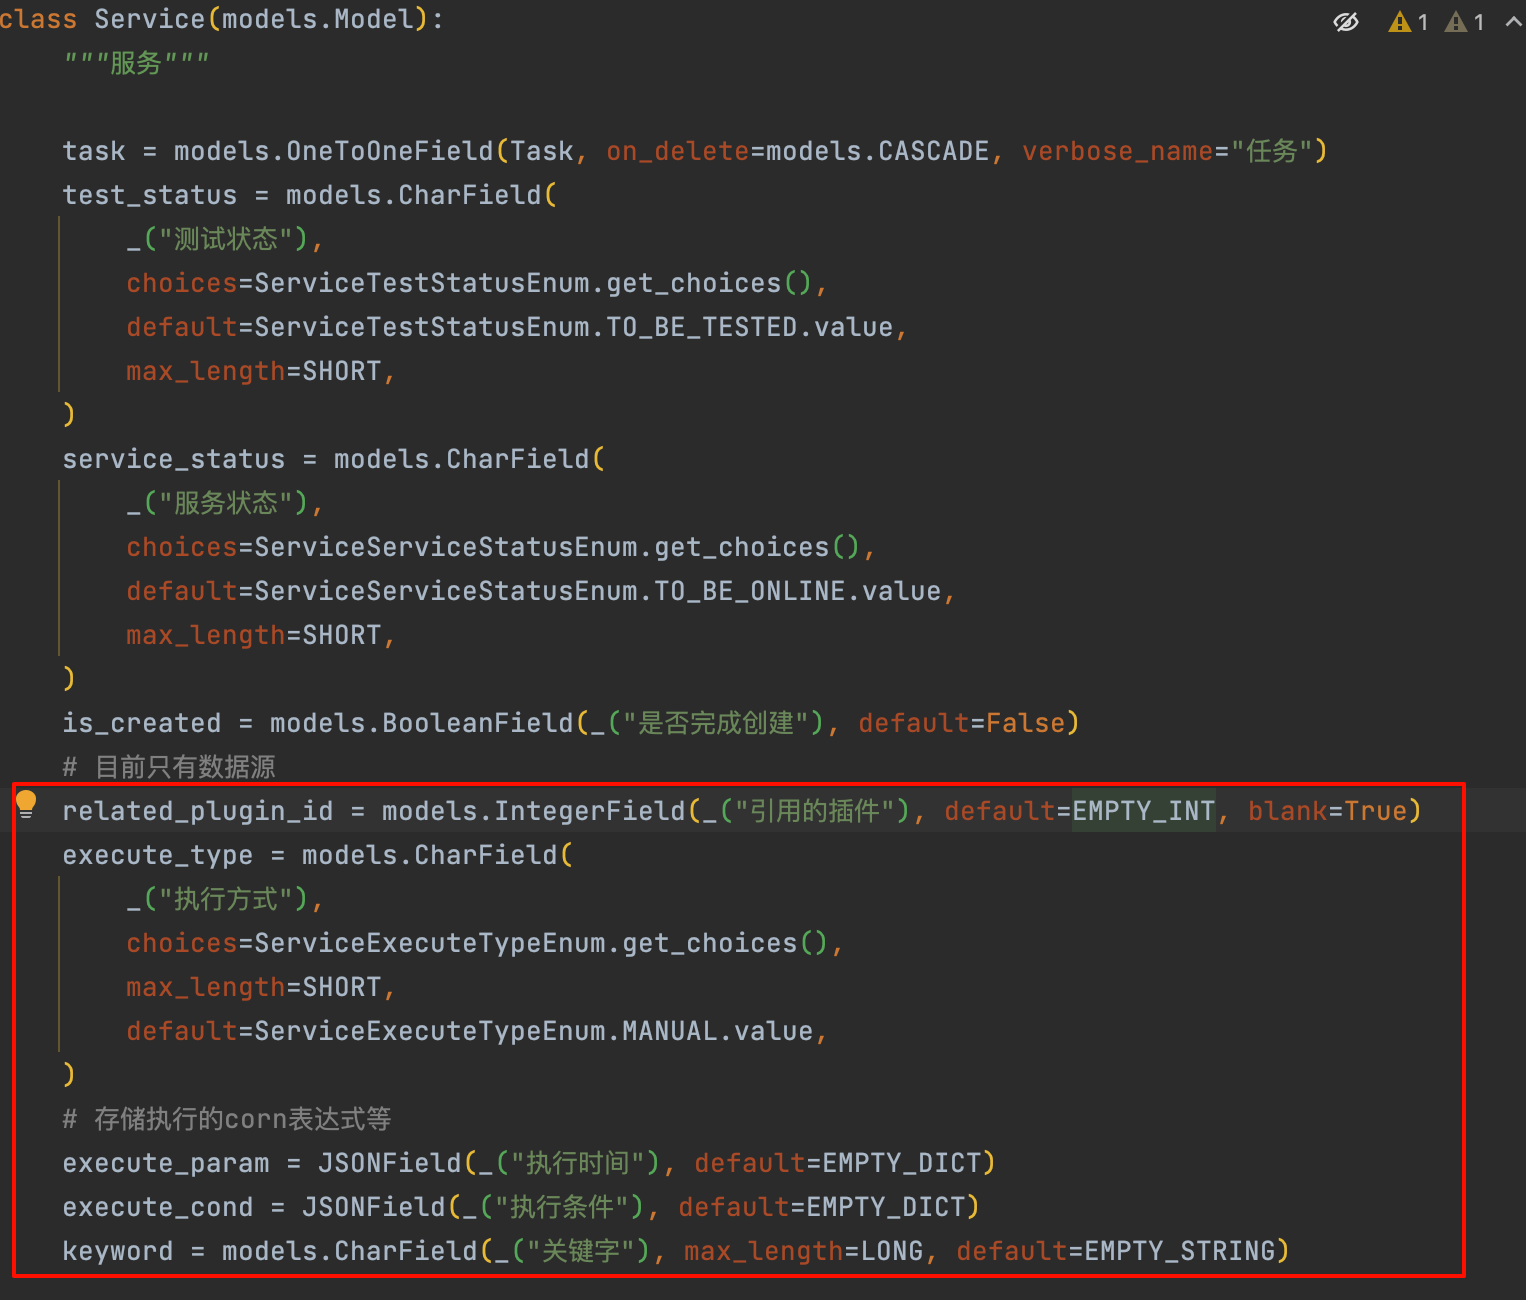 class Service(models.Model):
1 1
"""服务"""
task = models.OneToOneField(Task, on_delete=models.CASCADE, verbose_name="任务")
test_status = models.CharField(
_("测试状态"),
choices=ServiceTestStatusEnum.get_choices(),
default=ServiceTestStatusEnum.TO_BE_TESTED.value,
max_length=SHORT,
)
service_status = models.CharField(
_("服务状态"),
choices=ServiceServiceStatusEnum.get_choices(),
default=ServiceServiceStatusEnum.TO_BE_ONLINE.value,
max_length=SHORT,
)
is_created = models.BooleanField(_("是否完成创建"), default=False)
# 目前只有数据源
related_plugin_id = models.IntegerField(_("引用的插件"), default=EMPTY_INT, blank=True)
execute_type = models.CharField(
_("执行方式"),
choices=ServiceExecuteTypeEnum.get_choices(),
max_length=SHORT,
default=ServiceExecuteTypeEnum.MANUAL.value,
)
# 存储执行的corn表达式等
execute_param = JSONField(_("执行时间"), default=EMPTY_DICT)
execute_cond = JSONField(_("执行条件"), default=EMPTY_DICT)
keyword = models.CharField(_("关键字"), max_length=LONG, default=EMPTY_STRING)